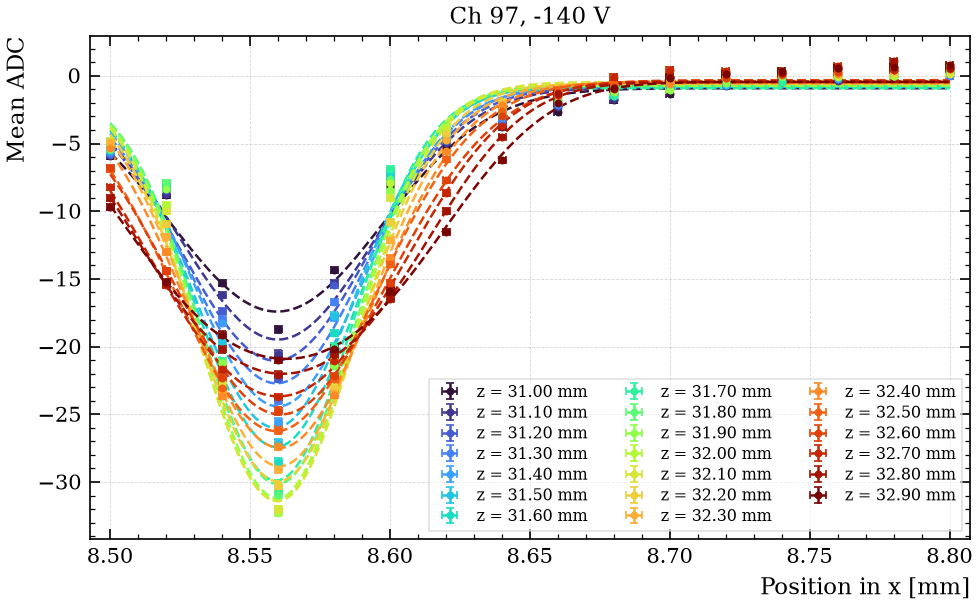 Ch 97, -140 V
Mean ADC
0
−5
−10
−15
−20
−25
−30
z = 31.00 mm
z = 31.10 mm
z = 31.20 mm
z = 31.30 mm
z = 31.40 mm
z = 31.50 mm
z = 31.60 mm
z = 31.70 mm
z = 31.80 mm
z = 31.90 mm
z = 32.00 mm
z = 32.10 mm
z = 32.20 mm
z = 32.30 mm
z = 32.40 mm
z = 32.50 mm
z = 32.60 mm
z = 32.70 mm
z = 32.80 mm
z = 32.90 mm
8.50 8.55 8.60 8.65 8.70 8.75 8.80
Position in x [mm]